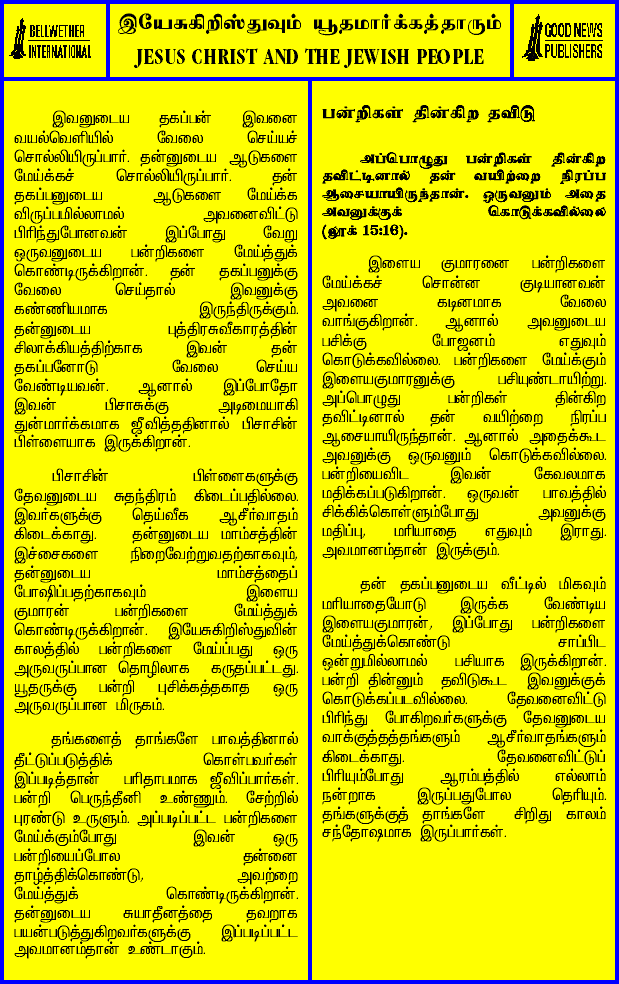 BELLWETHER
INTERNATIONAL
இயேசுகிறிஸ்துவும் யூதமார்க்கத்தாரும்
JESUS CHRIST AND THE JEWISH PEOPLE
GOOD NEWS
PUBLISHERS
இவனுடைய தகப்பன் இவனை
வயல்வெளியில் வேலை செய்யச்
சொல்லியிருப்பார். தன்னுடைய ஆடுகளை
மேய்க்கச் சொல்லியிருப்பார். தன்
தகப்பனுடைய ஆடுகளை மேய்க்க
விருப்பமில்லாமல் அவனைவிட்டு
பிரிந்துபோனவன் இப்போது வேறு
ஒருவனுடைய பன்றிகளை மேய்த்துக்
கொண்டிருக்கிறான். தன் தகப்பனுக்கு
வேலை செய்தால் இவனுக்கு
கண்ணியமாக இருந்திருக்கும்.
தன்னுடைய புத்திரசுவீகாரத்தின்
சிலாக்கியத்திற்காக இவன் தன்
தகப்பனோடு வேலை செய்ய
வேண்டியவன். ஆனால் இப்போதோ
இவன் பிசாசுக்கு அடிமையாகி
துன்மார்க்கமாக ஜீவித்ததினால் பிசாசின்
பிள்ளையாக இருக்கிறான்.
பிசாசின் பிள்ளைகளுக்கு
தேவனுடைய சுதந்திரம் கிடைப்பதில்லை.
இவர்களுக்கு தெய்வீக ஆசீர்வாதம்
கிடைக்காது. தன்னுடைய மாம்சத்தின்
இச்சைகளை நிறைவேற்றுவதற்காகவும்,
தன்னுடைய மாம்சத்தைப்
போஷிப்பதற்காகவும் இளைய
குமாரன் பன்றிகளை மேய்த்துக்
கொண்டிருக்கிறான். இயேசுகிறிஸ்துவின்
காலத்தில் பன்றிகளை மேய்ப்பது ஒரு
அருவருப்பான தொழிலாக கருதப்பட்டது.
யூதருக்கு பன்றி புசிக்கத்தகாத ஒரு
அருவருப்பான மிருகம்.
தங்களைத் தாங்களே பாவத்தினால்
தீட்டுப்படுத்திக் கொள்பவர்கள்
இப்படித்தான் பரிதாபமாக ஜீவிப்பார்கள்.
பன்றி பெருந்தீனி உண்ணும். சேற்றில்
புரண்டு உருளும். அப்படிப்பட்ட பன்றிகளை
மேய்க்கும்போது இவன் ஒரு
பன்றியைப்போல தன்னை
தாழ்த்திக்கொண்டு, அவற்றை
மேய்த்துக் கொண்டிருக்கிறான்.
தன்னுடைய சுயாதீனத்தை தவறாக
பயன்படுத்துகிறவர்களுக்கு இப்படிப்பட்ட
அவமானம்தான் உண்டாகும்.
பன்றிகள் தின்கிற தவிடு
அப்பொழுது பன்றிகள் தின்கிற
தவிட்டினால் தன் வயிற்றை நிரப்ப
ஆசையாயிருந்தான். ஒருவனும் அதை
அவனுக்குக் கொடுக்கவில்லை
(லூக் 15:16).
இளைய குமாரனை பன்றிகளை
மேய்க்கச் சொன்ன குடியானவன்
அவனை கடினமாக வேலை
வாங்குகிறான். ஆனால் அவனுடைய
பசிக்கு போஜனம் எதுவும்
கொடுக்கவில்லை. பன்றிகளை மேய்க்கும்
இளையகுமாரனுக்கு பசியுண்டாயிற்று.
அப்பொழுது பன்றிகள் தின்கிற
தவிட்டினால் தன் வயிற்றை நிரப்ப
ஆசையாயிருந்தான். ஆனால் அதைக்கூட
அவனுக்கு ஒருவனும் கொடுக்கவில்லை.
பன்றியைவிட இவன் கேவலமாக
மதிக்கப்படுகிறான். ஒருவன் பாவத்தில்
சிக்கிக்கொள்ளும்போது அவனுக்கு
மதிப்பு, மரியாதை எதுவும் இராது.
அவமானம்தான் இருக்கும்.
தன் தகப்பனுடைய வீட்டில் மிகவும்
மரியாதையோடு இருக்க வேண்டிய
இளையகுமாரன், இப்போது பன்றிகளை
மேய்த்துக்கொண்டு சாப்பிட
ஒன்றுமில்லாமல் பசியாக இருக்கிறான்.
பன்றி தின்னும் தவிடுகூட இவனுக்குக்
கொடுக்கப்படவில்லை. தேவனைவிட்டு
பிரிந்து போகிறவர்களுக்கு தேவனுடைய
வாக்குத்தத்தங்களும் ஆசீர்வாதங்களும்
கிடைக்காது. தேவனைவிட்டுப்
பிரியும்போது ஆரம்பத்தில் எல்லாம்
நன்றாக இருப்பதுபோல தெரியும்.
தங்களுக்குத் தாங்களே சிறிது காலம்
சந்தோஷமாக இருப்பார்கள்.